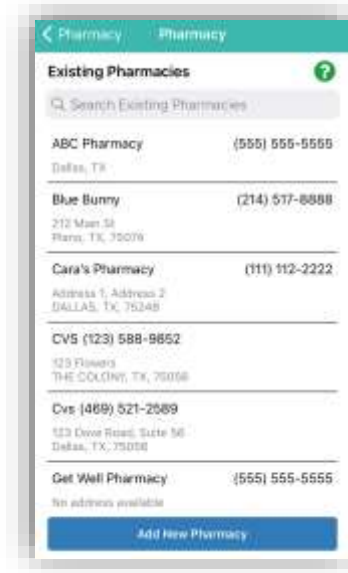 Pharmacy Pharmacy
Existing Pharmacies ?
Search Existing Pharmacies
ABC Pharmacy (555) 555-5555
Dallas, TX
Blue Bunny (214) 517-8888
212 Main St
Plano, TX, 75074
Cara's Pharmacy (111) 112-2222
Address 1, Address 2
DALLAS, TX, 75248
CVS (123) 588-9852
123 Flowers
THE COLONY, TX, 75056
Cvs (469) 521-2589
123 Dove Road, Suite 56
Dallas, TX, 75056
Get Well Pharmacy (555) 555-5555
No address available
Add New Pharmacy